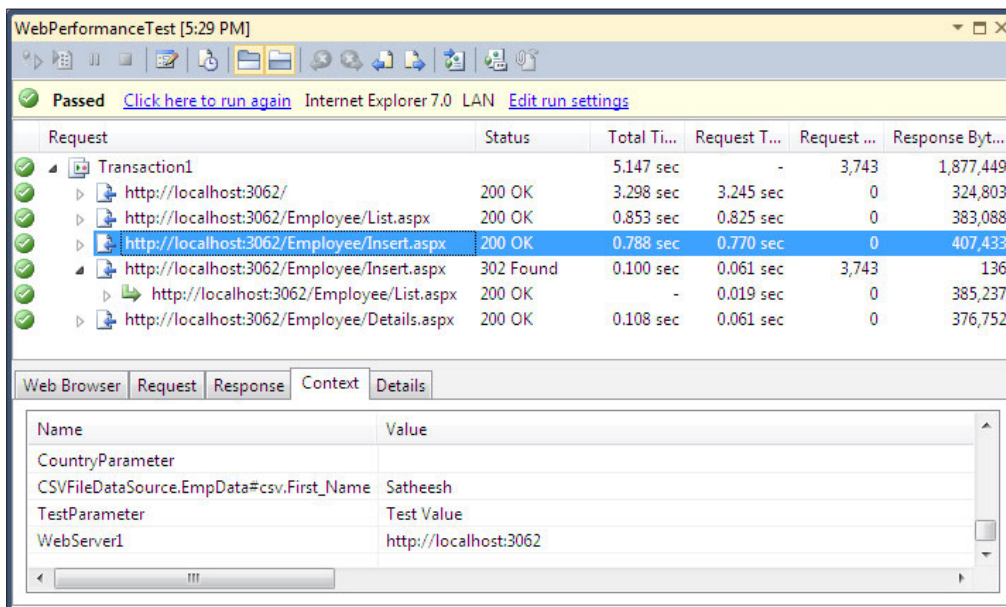 WebPerformanceTest [5:29 PM]
Passed Click here to run again Internet Explorer 7.0 LAN Edit run settings
Request Status Total Ti... Request T... Request ... Response Byt...
Transaction1 5.147 sec - 3,743 1,877,449
http://localhost:3062/ 200 OK 3.298 sec 3.245 sec 0 324,803
http://localhost:3062/Employee/List.aspx 200 OK 0.853 sec 0.825 sec 0 383,088
http://localhost:3062/Employee/Insert.aspx 200 OK 0.788 sec 0.770 sec 0 407,433
http://localhost:3062/Employee/Insert.aspx 302 Found 0.100 sec 0.061 sec 3,743 136
http://localhost:3062/Employee/List.aspx 200 OK - 0.019 sec 0 385,237
http://localhost:3062/Employee/Details.aspx 200 OK 0.108 sec 0.061 sec 0 376,752
Web Browser Request Response Context Details
Name Value
CountryParameter
CSVFileDataSource.EmpData#csv.First_Name Satheesh
TestParameter Test Value
WebServer1 http://localhost:3062